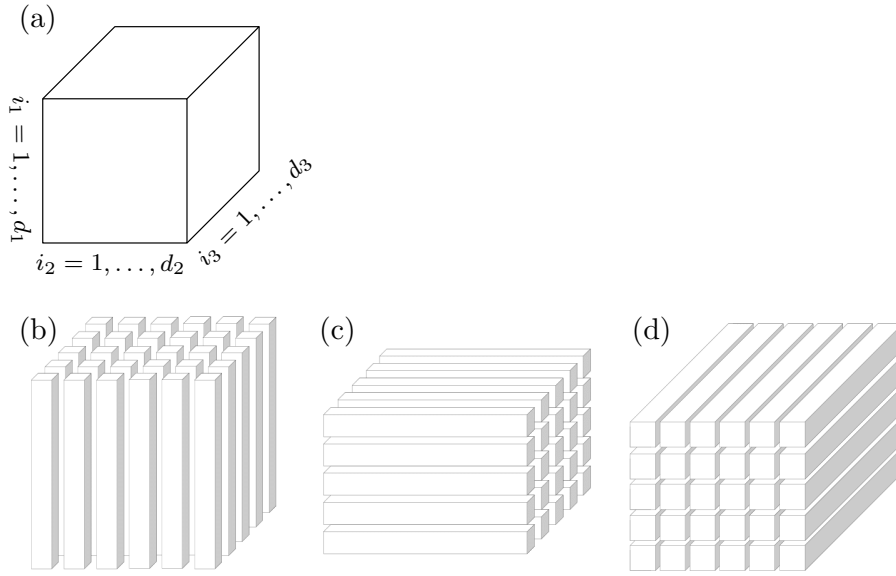 (a)
i₁ = 1, . . . , d₁
i₂ = 1, . . . , d₂
i₃ = 1, . . . , d₃
(b)
(c)
(d)